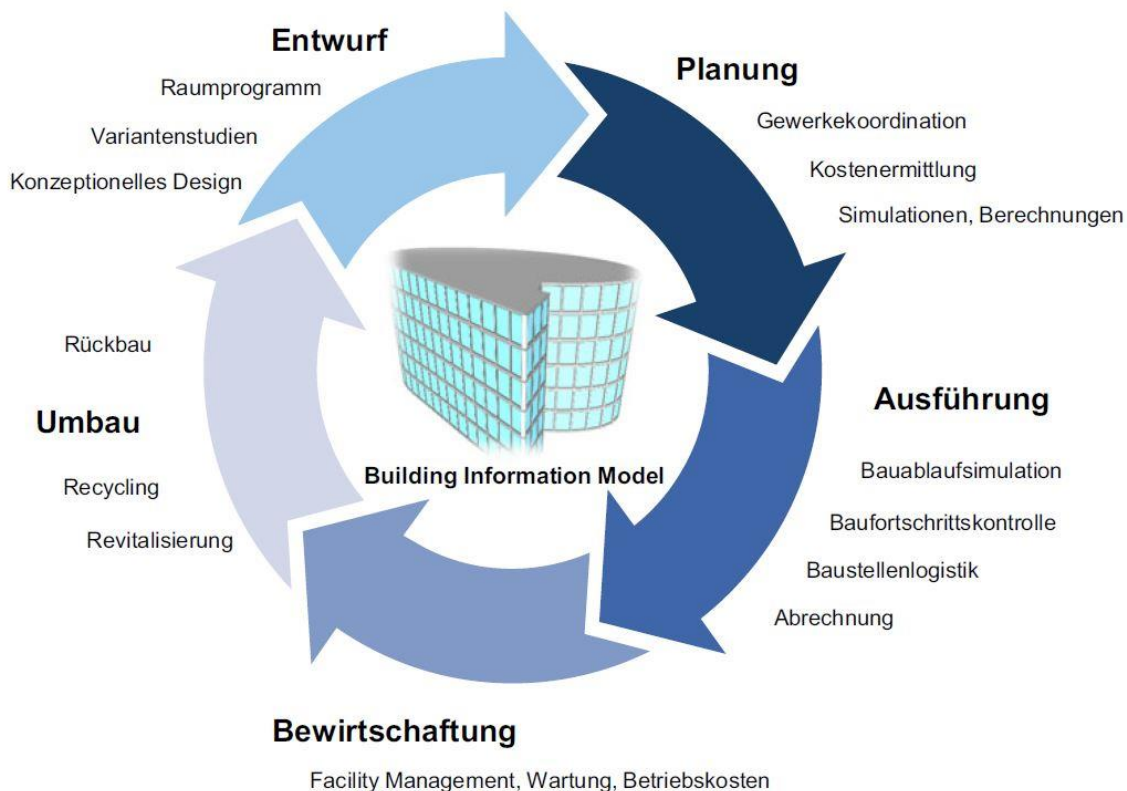 Entwurf
Raumprogramm
Variantenstudien
Konzeptionelles Design
Planung
Gewerkekoordination
Kostenermittlung
Simulationen, Berechnungen
Ausführung
Bauablaufsimulation
Baufortschrittskontrolle
Baustellenlogistik
Abrechnung
Bewirtschaftung
Facility Management, Wartung, Betriebskosten
Rückbau
Umbau
Recycling
Revitalisierung
Building Information Model